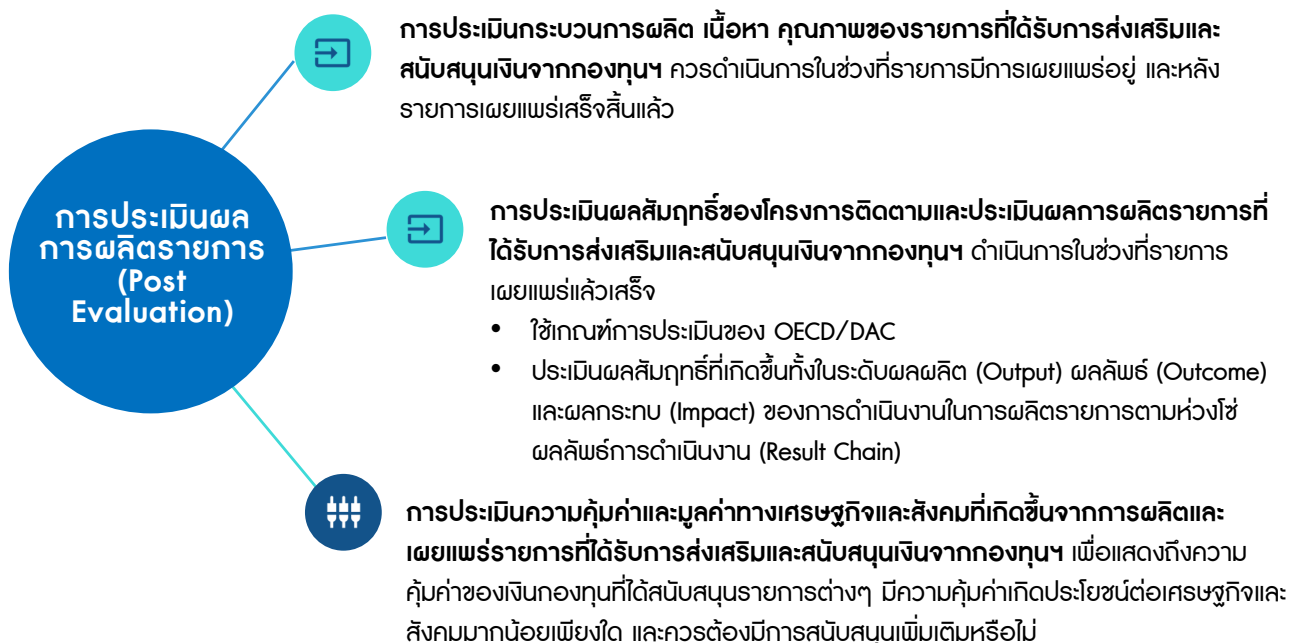 การประเมินกระบวนการผลิต เนื้อหา คุณภาพของรายการที่ได้รับการส่งเสริมและ
สนับสนุนเงินจากกองทุนฯ ควรดำเนินการในช่วงที่รายการมีการเผยแพร่อยู่ และหลัง
รายการเผยแพร่เสร็จสิ้นแล้ว
การประเมินผล
การผลิตรายการ
(Post
Evaluation)
การประเมินผลสัมฤทธิ์ของโครงการติดตามและประเมินผลการผลิตรายการที่
ได้รับการส่งเสริมและสนับสนุนเงินจากกองทุนฯ ดำเนินการในช่วงที่รายการ
เผยแพร่แล้วเสร็จ
• ใช้เกณฑ์การประเมินของ OECD/DAC
• ประเมินผลสัมฤทธิ์ที่เกิดขึ้นทั้งในระดับผลผลิต (Output) ผลลัพธ์ (Outcome)
และผลกระทบ (Impact) ของการดำเนินงานในการผลิตรายการตามห่วงโซ่
ผลลัพธ์การดำเนินงาน (Result Chain)
การประเมินความคุ้มค่าและมูลค่าทางเศรษฐกิจและสังคมที่เกิดขึ้นจากการผลิตและ
เผยแพร่รายการที่ได้รับการส่งเสริมและสนับสนุนเงินจากกองทุนฯ เพื่อแสดงถึงความ
คุ้มค่าของเงินกองทุนที่ได้สนับสนุนรายการต่างๆ มีความคุ้มค่าเกิดประโยชน์ต่อเศรษฐกิจและ
สังคมมากน้อยเพียงใด และควรต้องมีการสนับสนุนเพิ่มเติมหรือไม่